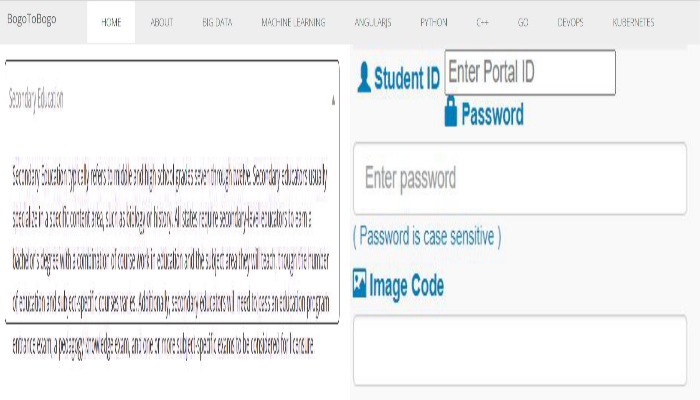 BogoToBogo HOME ABOUT BIG DATA MACHINE LEARNING ANGULARJS PYTHON C++ GO DEVOPS KUBERNETES
Secondary Education
Secondary Education typically refers to middle and high school grades seven through twelve. Secondary educators usually
specialize in a specific content area, such as biology or history. All states require secondary-level educators to earn a
bachelor's degree with a combination of course work in education and the subject area they will teach through the number
of education and subject-specific courses varies. Additionally, secondary educators will need to pass an education program
entrance exam, a pedagogy knowledge exam, and one or more subject-specific exams to be considered for licensure.
Student ID Enter Portal ID
Password
Enter password
( Password is case sensitive )
Image Code